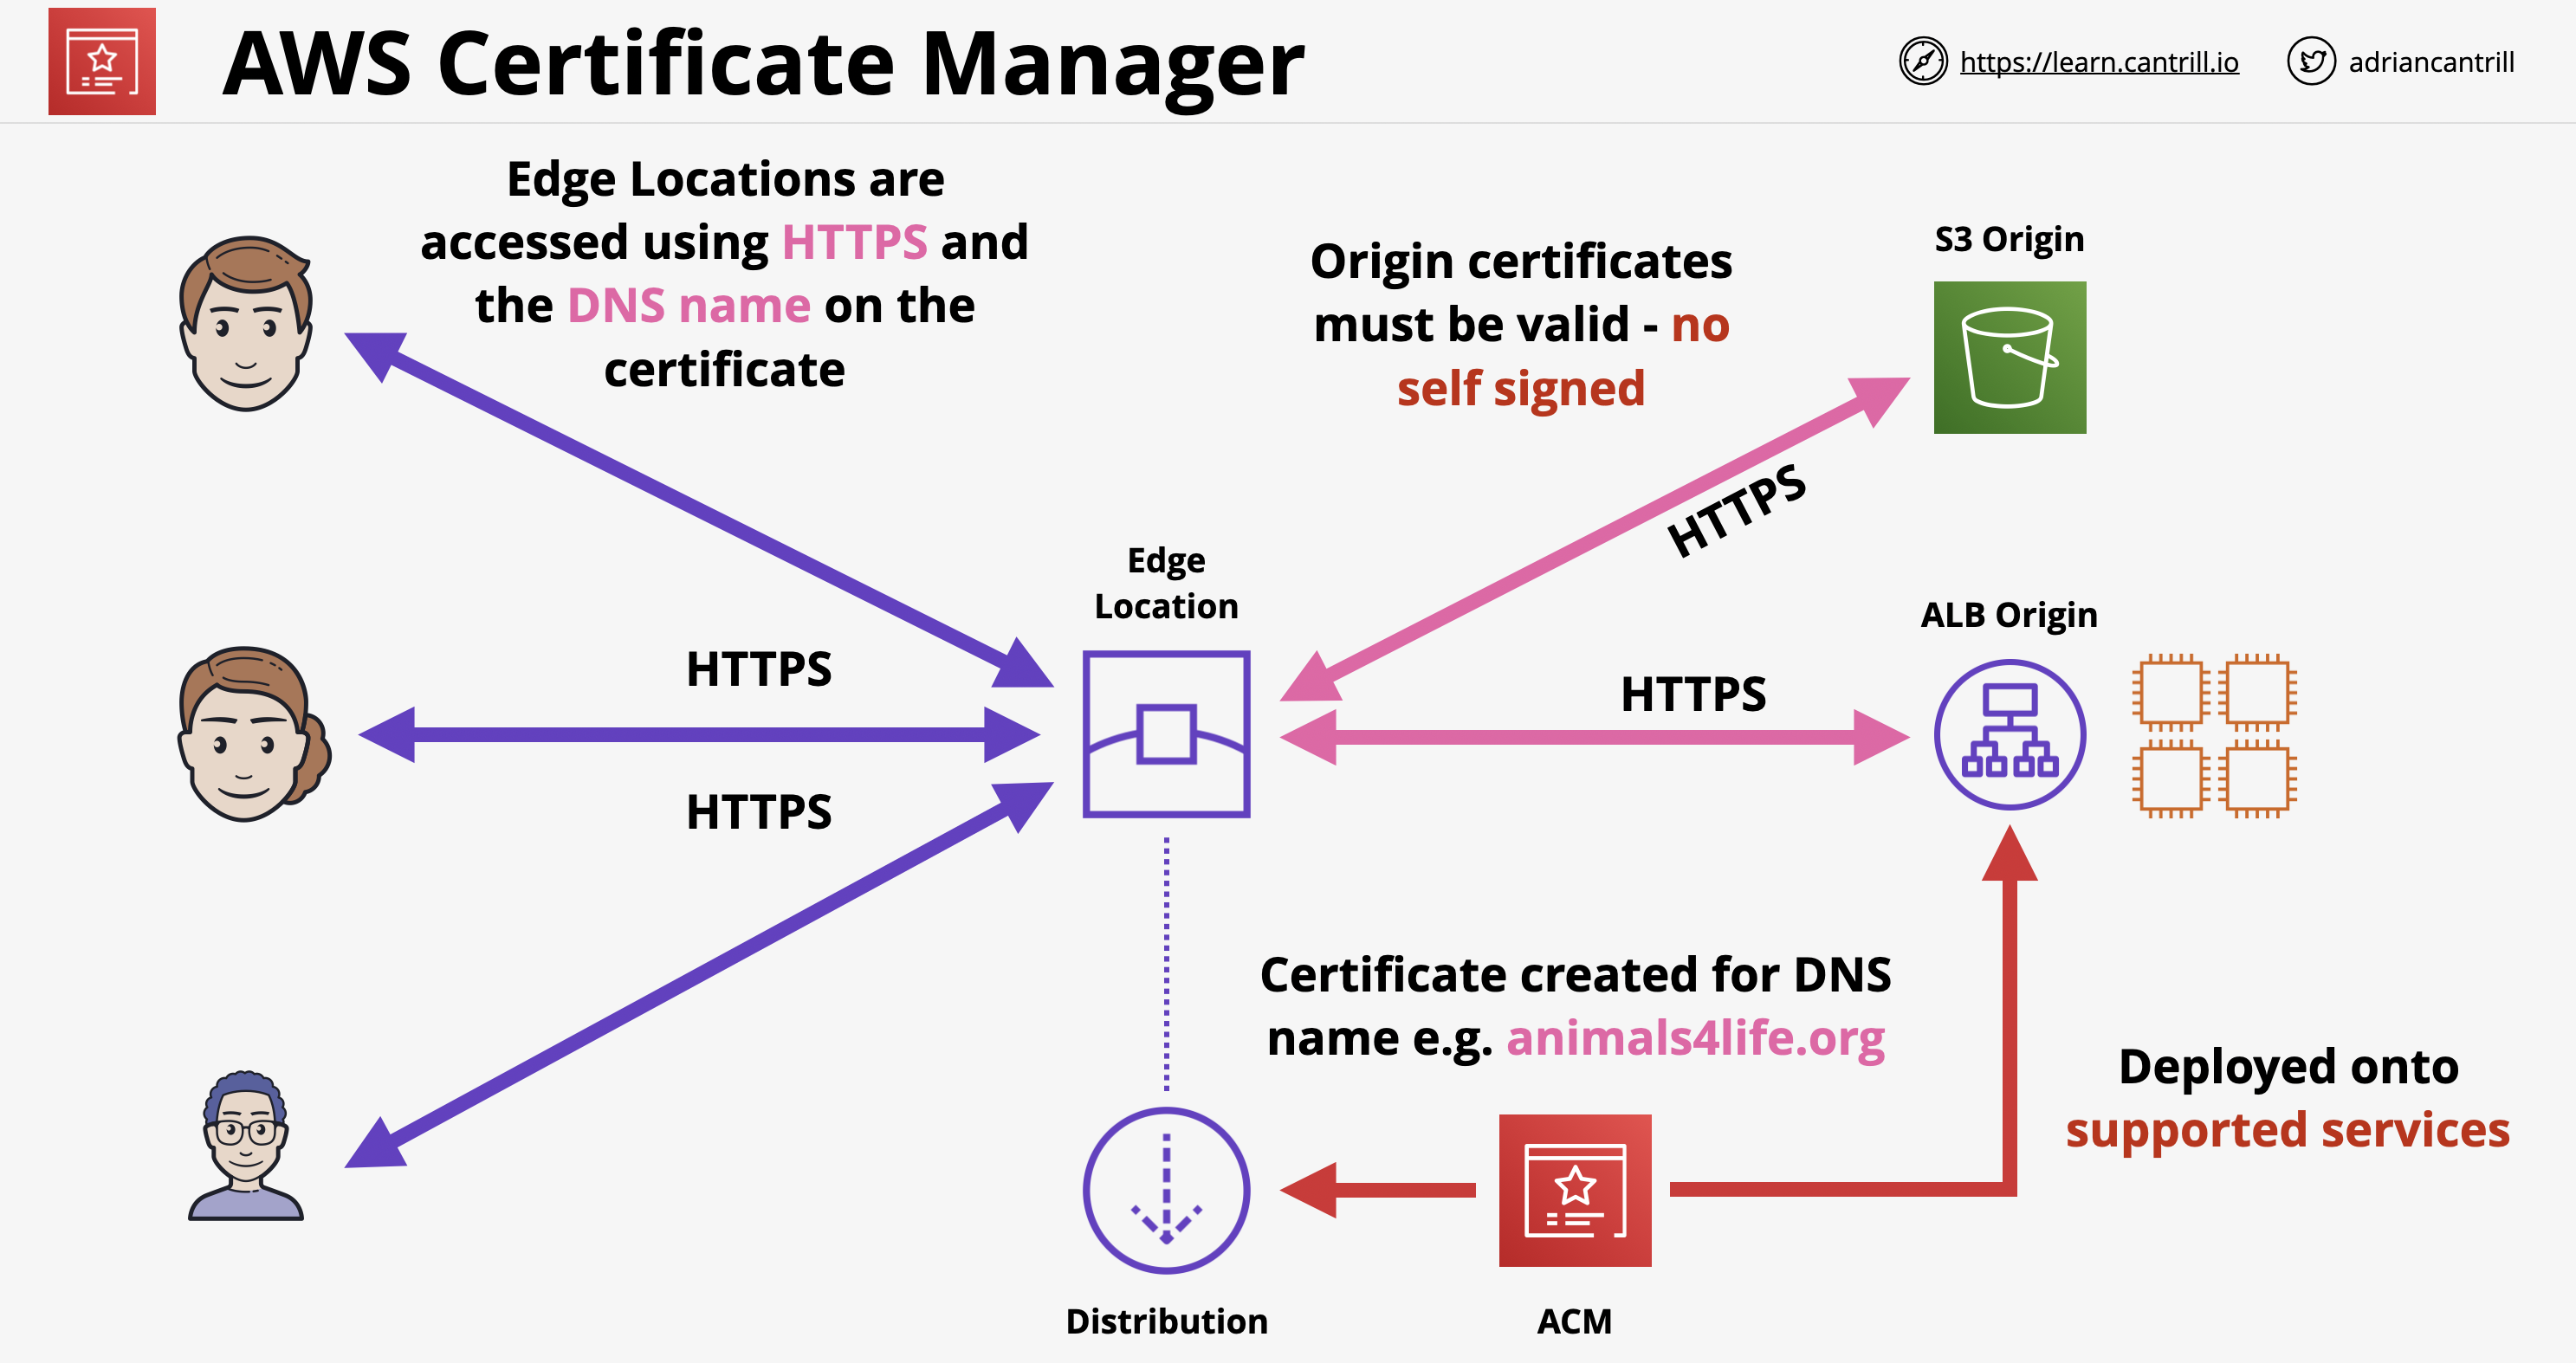 AWS Certificate Manager
https://learn.cantrill.io
adriancantrill
Edge Locations are
accessed using HTTPS and
the DNS name on the
certificate
Origin certificates
must be valid - no
self signed
S3 Origin
HTTPS
Edge
Location
ALB Origin
HTTPS
HTTPS
HTTPS
Certificate created for DNS
name e.g. animals4life.org
Deployed onto
supported services
Distribution
ACM